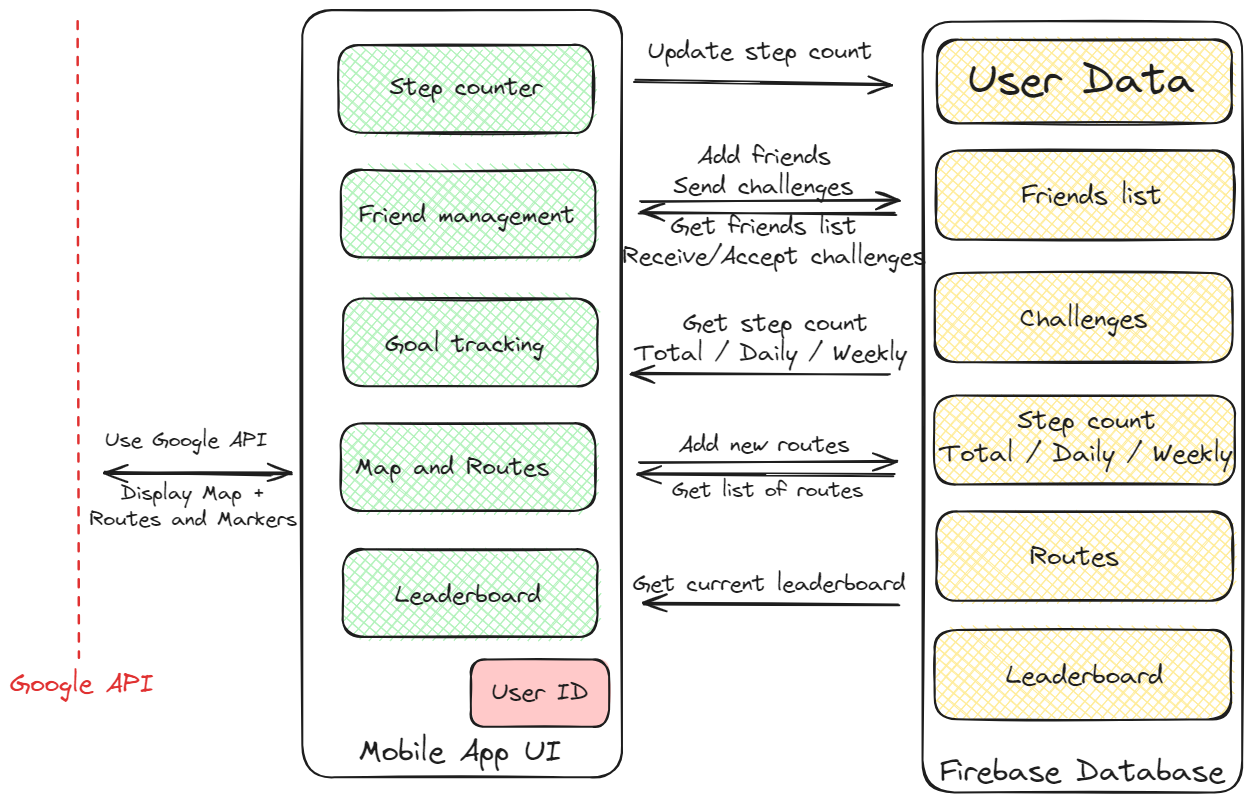 Step counter
Friend management
Goal tracking
Map and Routes
Leaderboard
User ID
Mobile App UI
Use Google API
Display Map +
Routes and Markers
Google API
Update step count
Add friends
Send challenges
Get friends list
Receive/Accept challenges
Get step count
Total / Daily / Weekly
Add new routes
Get list of routes
Get current leaderboard
User Data
Friends list
Challenges
Step count
Total / Daily / Weekly
Routes
Leaderboard
Firebase Database